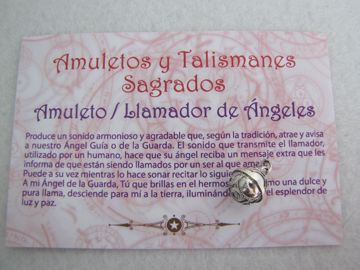 Amuletos y Talismanes
Sagrados
Amuleto / Llamador de Ángeles
Produce un sonido armonioso y agradable que, según la tradición, atrae y avisa
a nuestro Ángel Guía o de la Guarda. El sonido que transmite el llamador,
utilizado por un humano, hace que su ángel reciba un mensaje extra que les
informa de que están siendo llamados por un ser al que
Puede a su vez mientras lo hace sonar recitar lo
A mi Ángel de la Guarda, Tú que brillas en el como una dulce y
pura llama, desciende para mí a la tierra, el esplendor de
luz y paz.